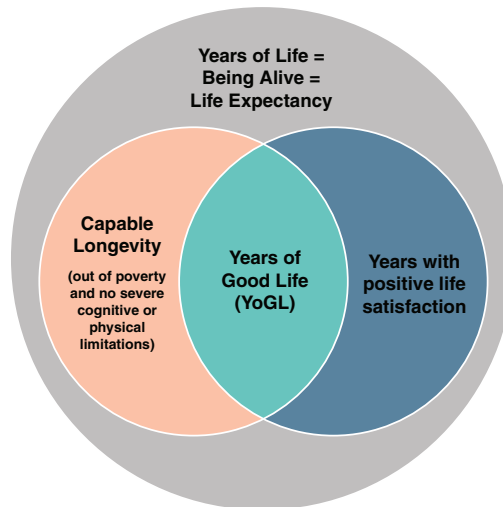 Years of Life =
Being Alive =
Life Expectancy
Capable
Longevity
(out of poverty
and no severe
cognitive or
physical
limitations)
Years of
Good Life
(YoGL)
Years with
positive life
satisfaction